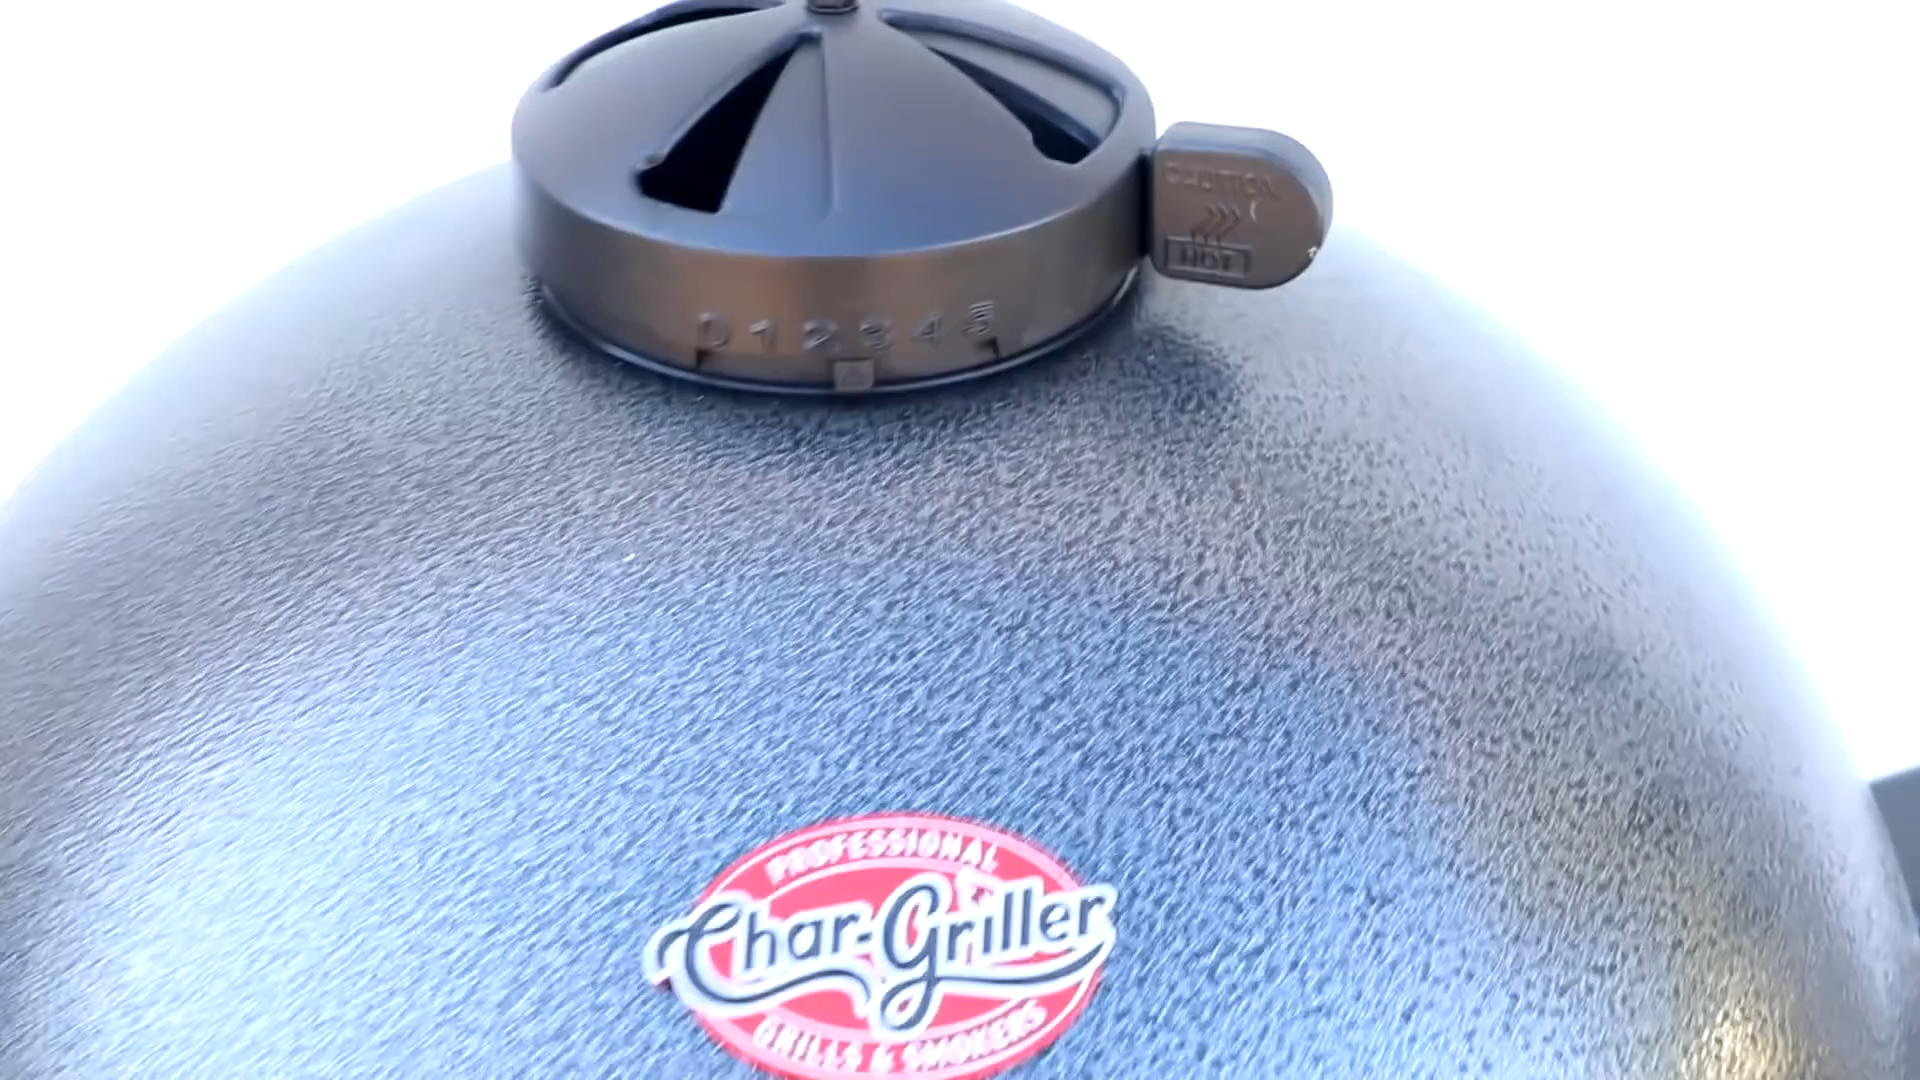 CAUTION
HOT
0 1 2 3 4 5
PROFESSIONAL
Char-Griller
GRILLS & SMOKERS